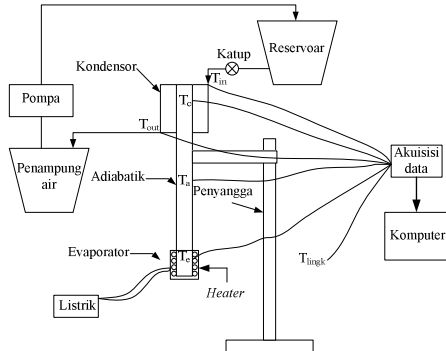 Reservoar
Katup
Kondensor
T_in
T_c
Pompa
T_out
Penampung
air
Adiabatik
T_a
Penyangga
Akuisisi
data
Komputer
Evaporator
T_e
T_lingk
Heater
Listrik